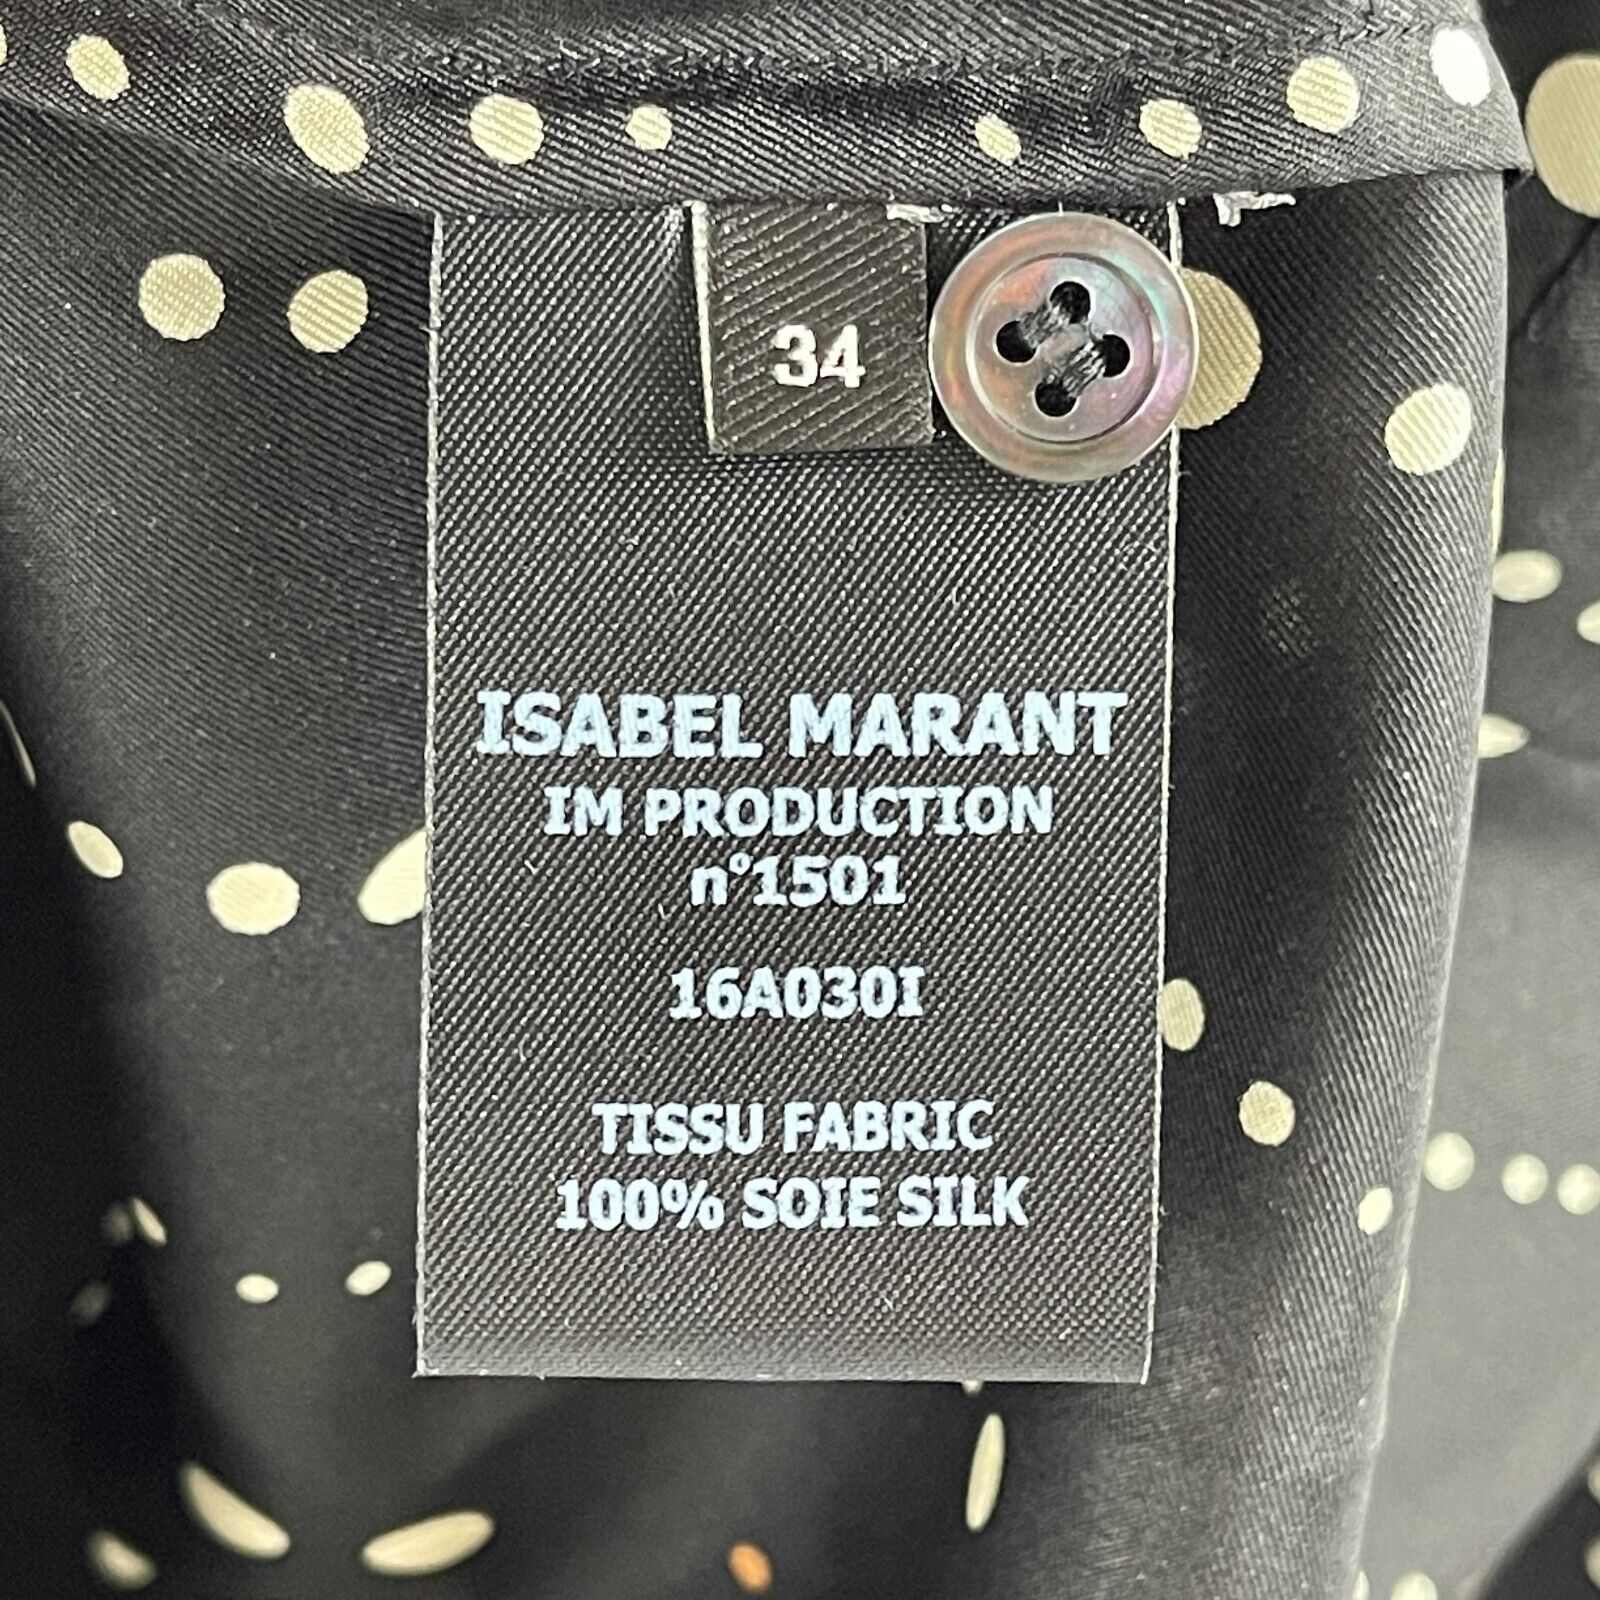 34
ISABEL MARANT
IM PRODUCTION
n°1501
16A030I
TISSU FABRIC
100% SOIE SILK